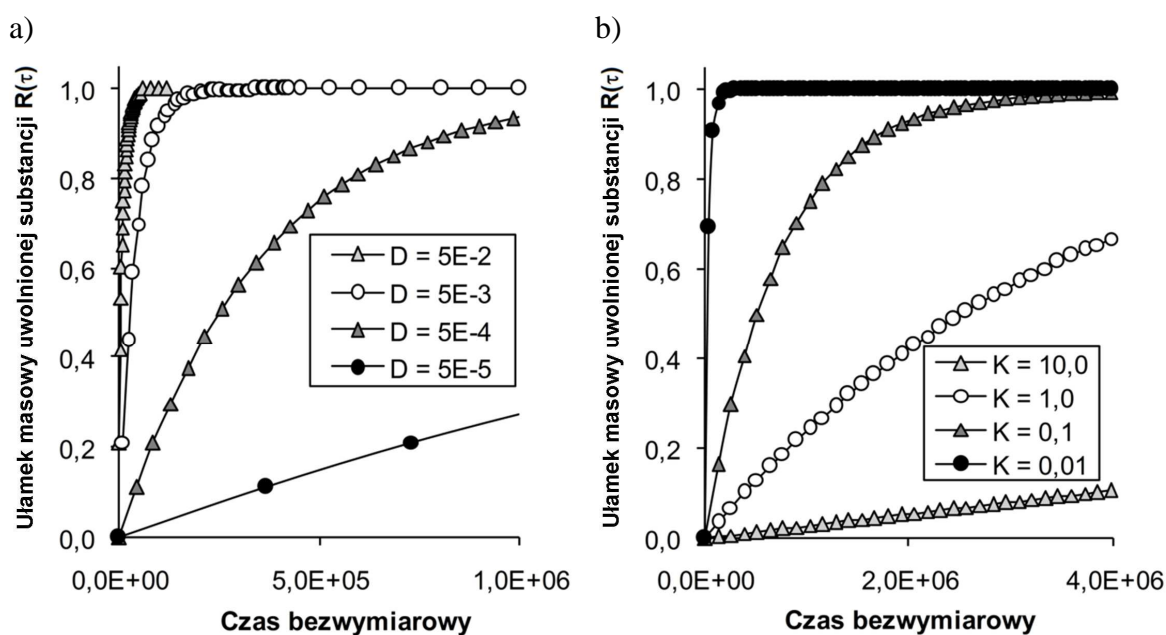 a)
Ułamek masowy uwolnionej substancji R(τ)
1,0
0,8
0,6
0,4
0,2
0,0
D = 5E-2
D = 5E-3
D = 5E-4
D = 5E-5
0,0E+00
5,0E+05
1,0E+06
Czas bezwymiarowy
b)
Ułamek masowy uwolnionej substancji R(τ)
1,0
0,8
0,6
0,4
0,2
0,0
K = 10,0
K = 1,0
K = 0,1
K = 0,01
0,0E+00
2,0E+06
4,0E+06
Czas bezwymiarowy